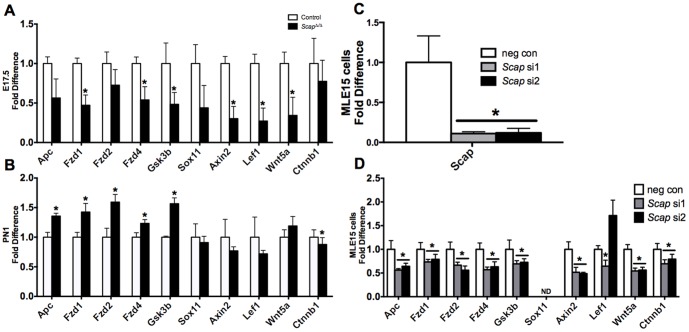 A
E17.5
Fold Difference
1.5
1.0
0.5
0.0
Control
Scap Δ/Δ
* * * * * *
Apc Fzd1 Fzd2 Fzd4 Gsk3b Sox11 Axin2 Lef1 Wnt5a Ctnnb1
B
PN1
Fold Difference
2.0
1.5
1.0
0.5
0.0
* * * * * *
Apc Fzd1 Fzd2 Fzd4 Gsk3b Sox11 Axin2 Lef1 Wnt5a Ctnnb1
C
MLE15 cells
Fold Difference
1.5
1.0
0.5
0.0
neg con
Scap si1
Scap si2
*
Scap
D
MLE15 cells
Fold Difference
2.5
2.0
1.5
1.0
0.5
0.0
neg con
Scap si1
Scap si2
* * * * * ND * * * *
Apc Fzd1 Fzd2 Fzd4 Gsk3b Sox11 Axin2 Lef1 Wnt5a Ctnnb1